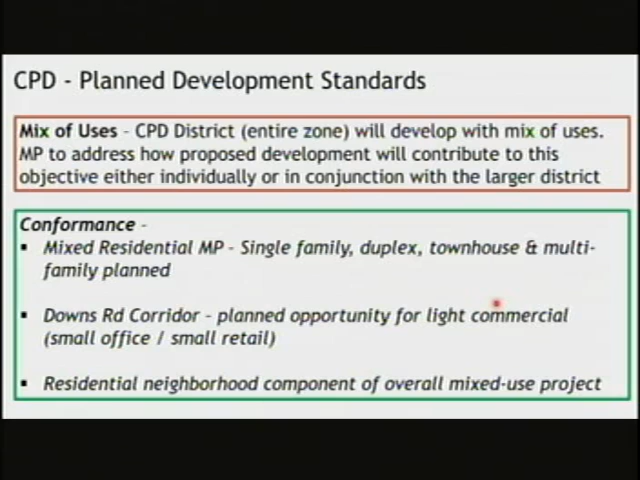 CPD - Planned Development Standards
Mix of Uses - CPD District (entire zone) will develop with mix of uses.
MP to address how proposed development will contribute to this
objective either individually or in conjunction with the larger district
Conformance -
▪ Mixed Residential MP - Single family, duplex, townhouse & multi-
family planned
▪ Downs Rd Corridor - planned opportunity for light commercial
(small office / small retail)
▪ Residential neighborhood component of overall mixed-use project